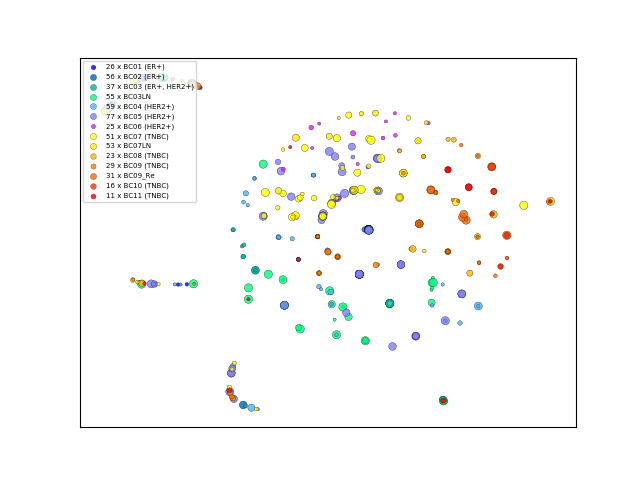 26 x BC01 (ER+)
56 x BC02 (ER+)
37 x BC03 (ER+, HER2+)
55 x BC03LN
59 x BC04 (HER2+)
77 x BC05 (HER2+)
25 x BC06 (HER2+)
51 x BC07 (TNBC)
53 x BC07LN
23 x BC08 (TNBC)
29 x BC09 (TNBC)
31 x BC09_Re
16 x BC10 (TNBC)
11 x BC11 (TNBC)